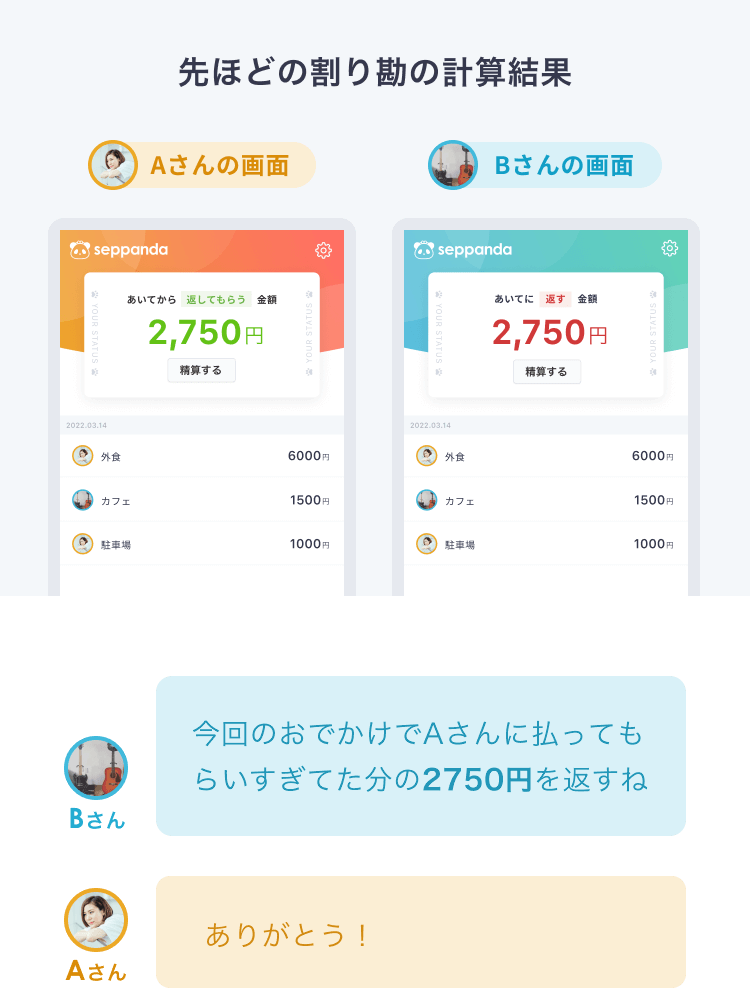 先ほどの割り勘の計算結果
Aさんの画面
Bさんの画面
seppanda
あいてから 返してもらう 金額
2,750円
精算する
YOUR STATUS
YOUR STATUS
2022.03.14
外食 6000円
カフェ 1500円
駐車場 1000円
seppanda
あいてに 返す 金額
2,750円
精算する
YOUR STATUS
YOUR STATUS
2022.03.14
外食 6000円
カフェ 1500円
駐車場 1000円
今回のおでかけでAさんに払っても
らいすぎてた分の2750円を返すね
Bさん
ありがとう！
Aさん